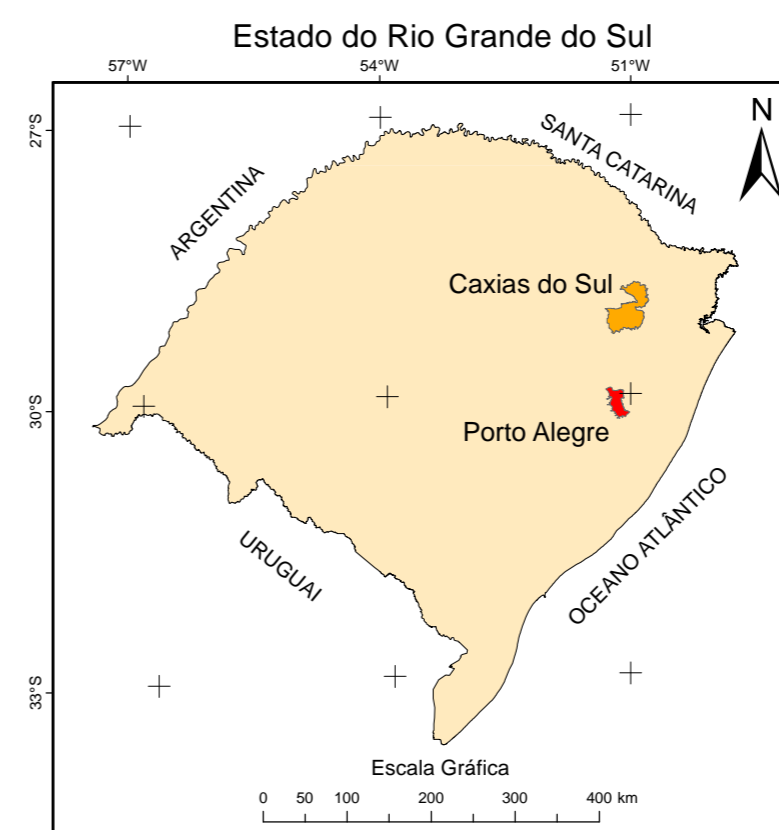 Estado do Rio Grande do Sul
57°W 54°W 51°W
N
27°S
SANTA CATARINA
ARGENTINA
Caxias do Sul
30°S
Porto Alegre
OCEANO ATLÂNTICO
URUGUAI
33°S
Escala Gráfica
0 50 100 200 300 400 km